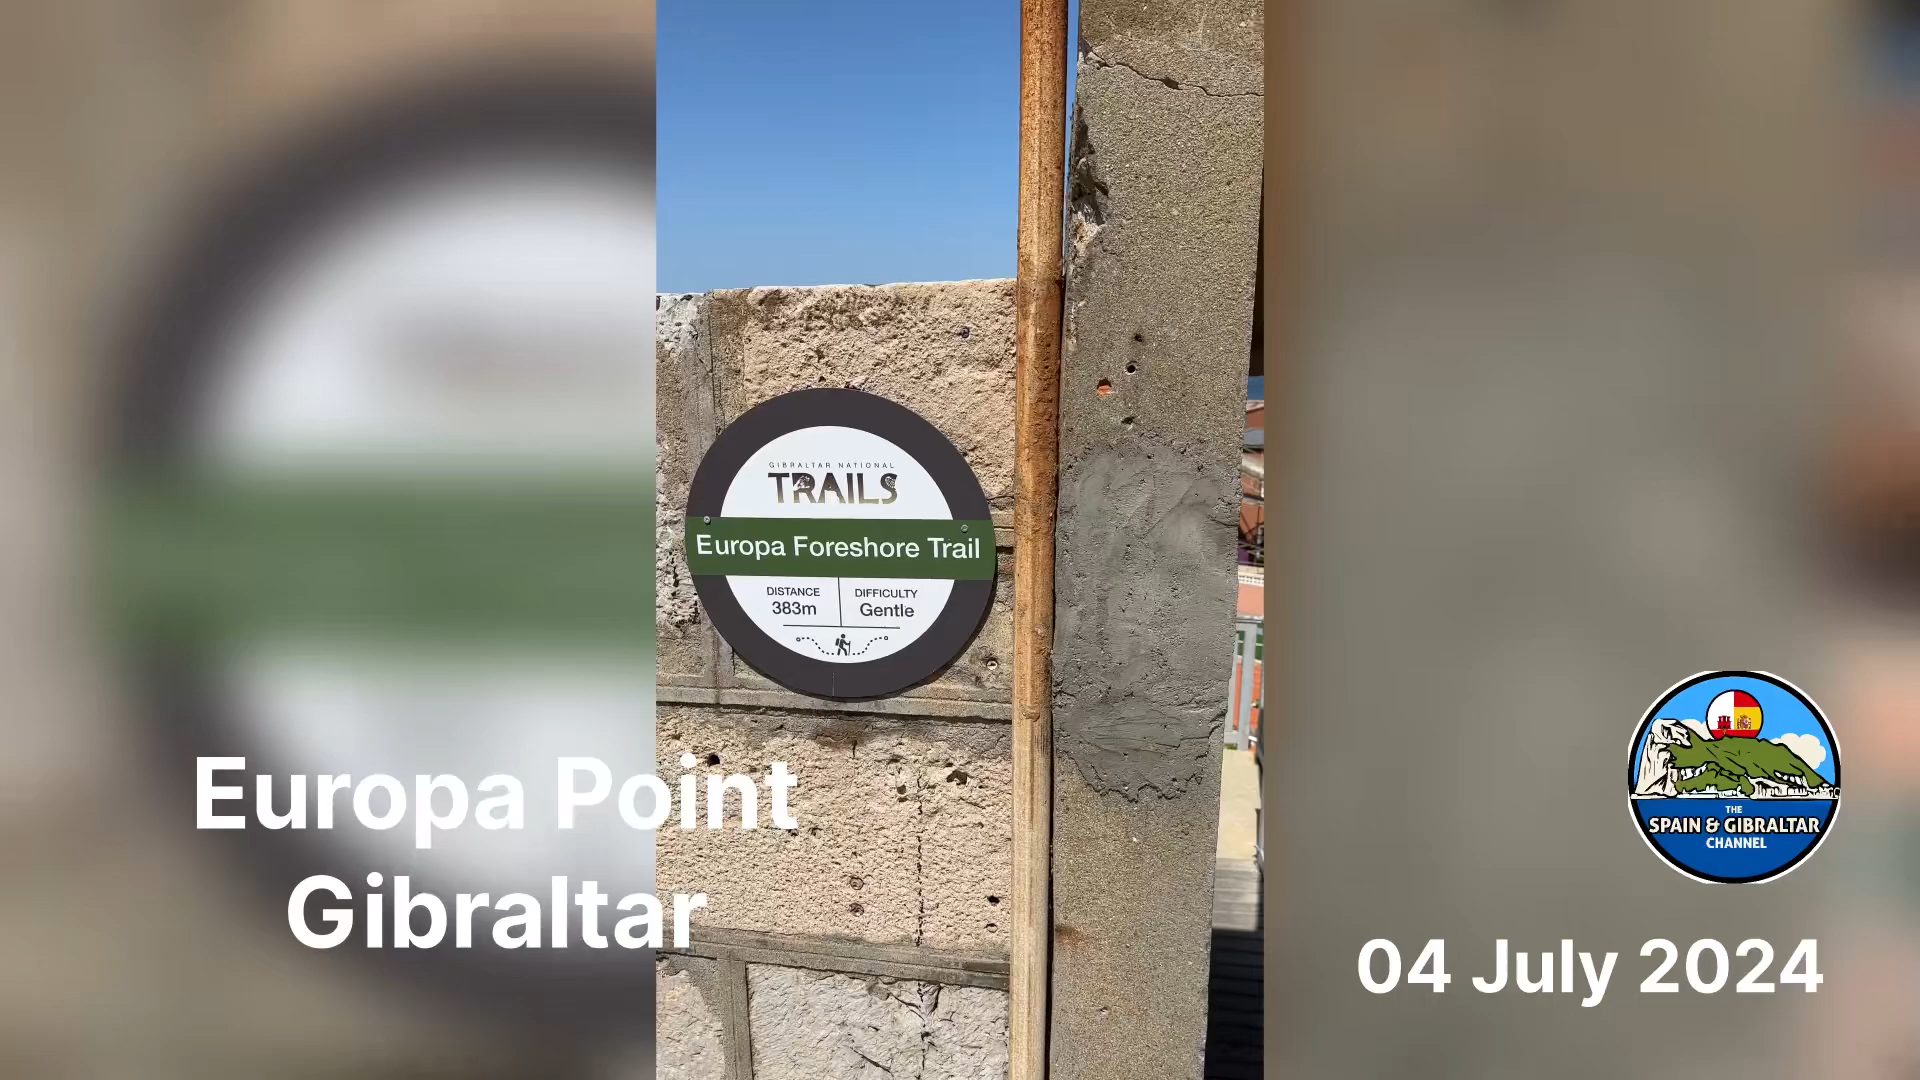 GIBRALTAR NATIONAL
TRAILS
Europa Foreshore Trail
DISTANCE
383m
DIFFICULTY
Gentle
Europa Point
Gibraltar
THE
SPAIN & GIBRALTAR
CHANNEL
04 July 2024